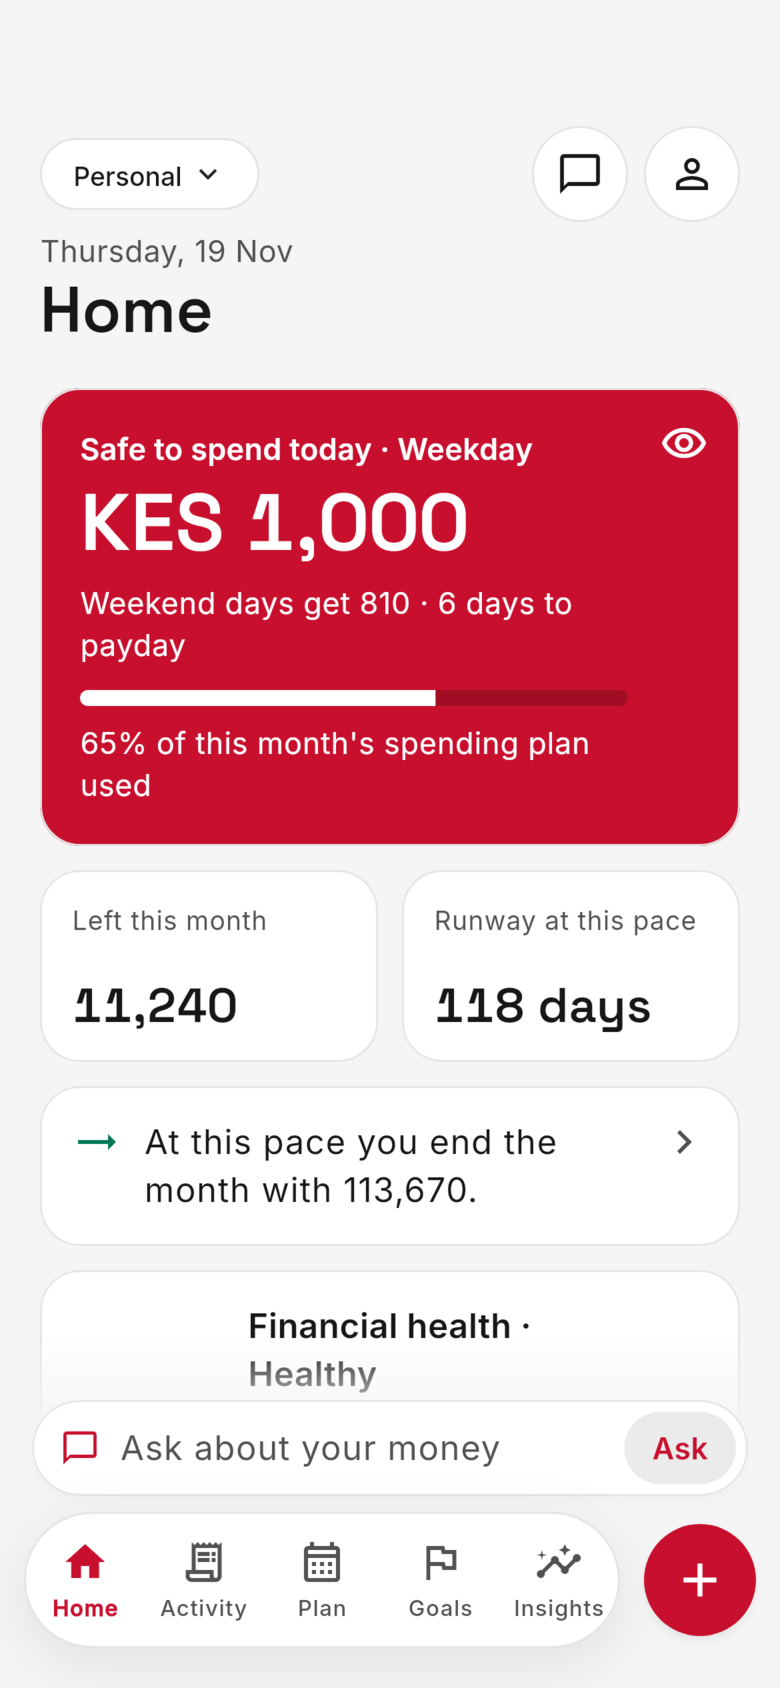 Personal
Thursday, 19 Nov
Home
Safe to spend today · Weekday
KES 1,000
Weekend days get 810 · 6 days to
payday
65% of this month's spending plan
used
Left this month
11,240
Runway at this pace
118 days
At this pace you end the
month with 113,670.
Financial health ·
Healthy
Ask about your money
Ask
Home
Activity
Plan
Goals
Insights